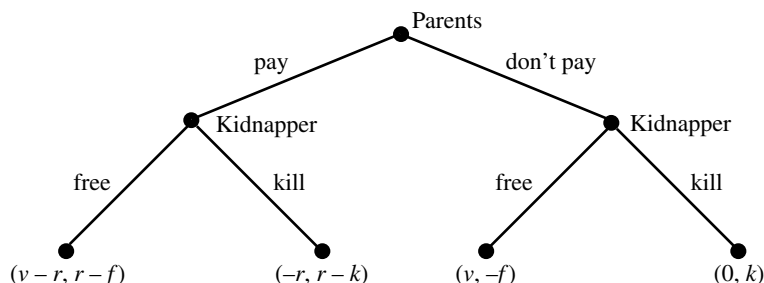 Parents
pay
don't pay
Kidnapper
Kidnapper
free
kill
free
kill
(v – r, r – f)
(–r, r – k)
(v, –f)
(0, k)